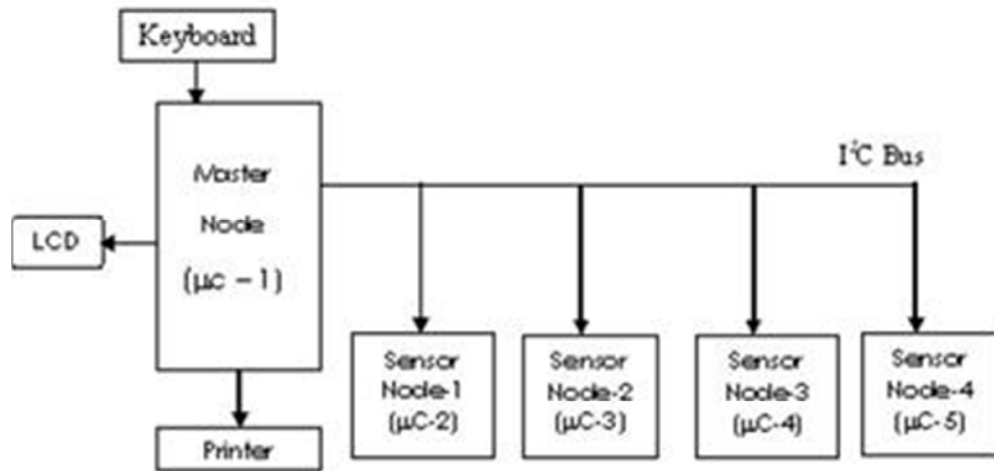 Keyboard
Master
Node
(μc – 1)
I²C Bus
LCD
Sensor
Node-1
(μC-2)
Sensor
Node-2
(μC-3)
Sensor
Node-3
(μC-4)
Sensor
Node-4
(μC-5)
Printer